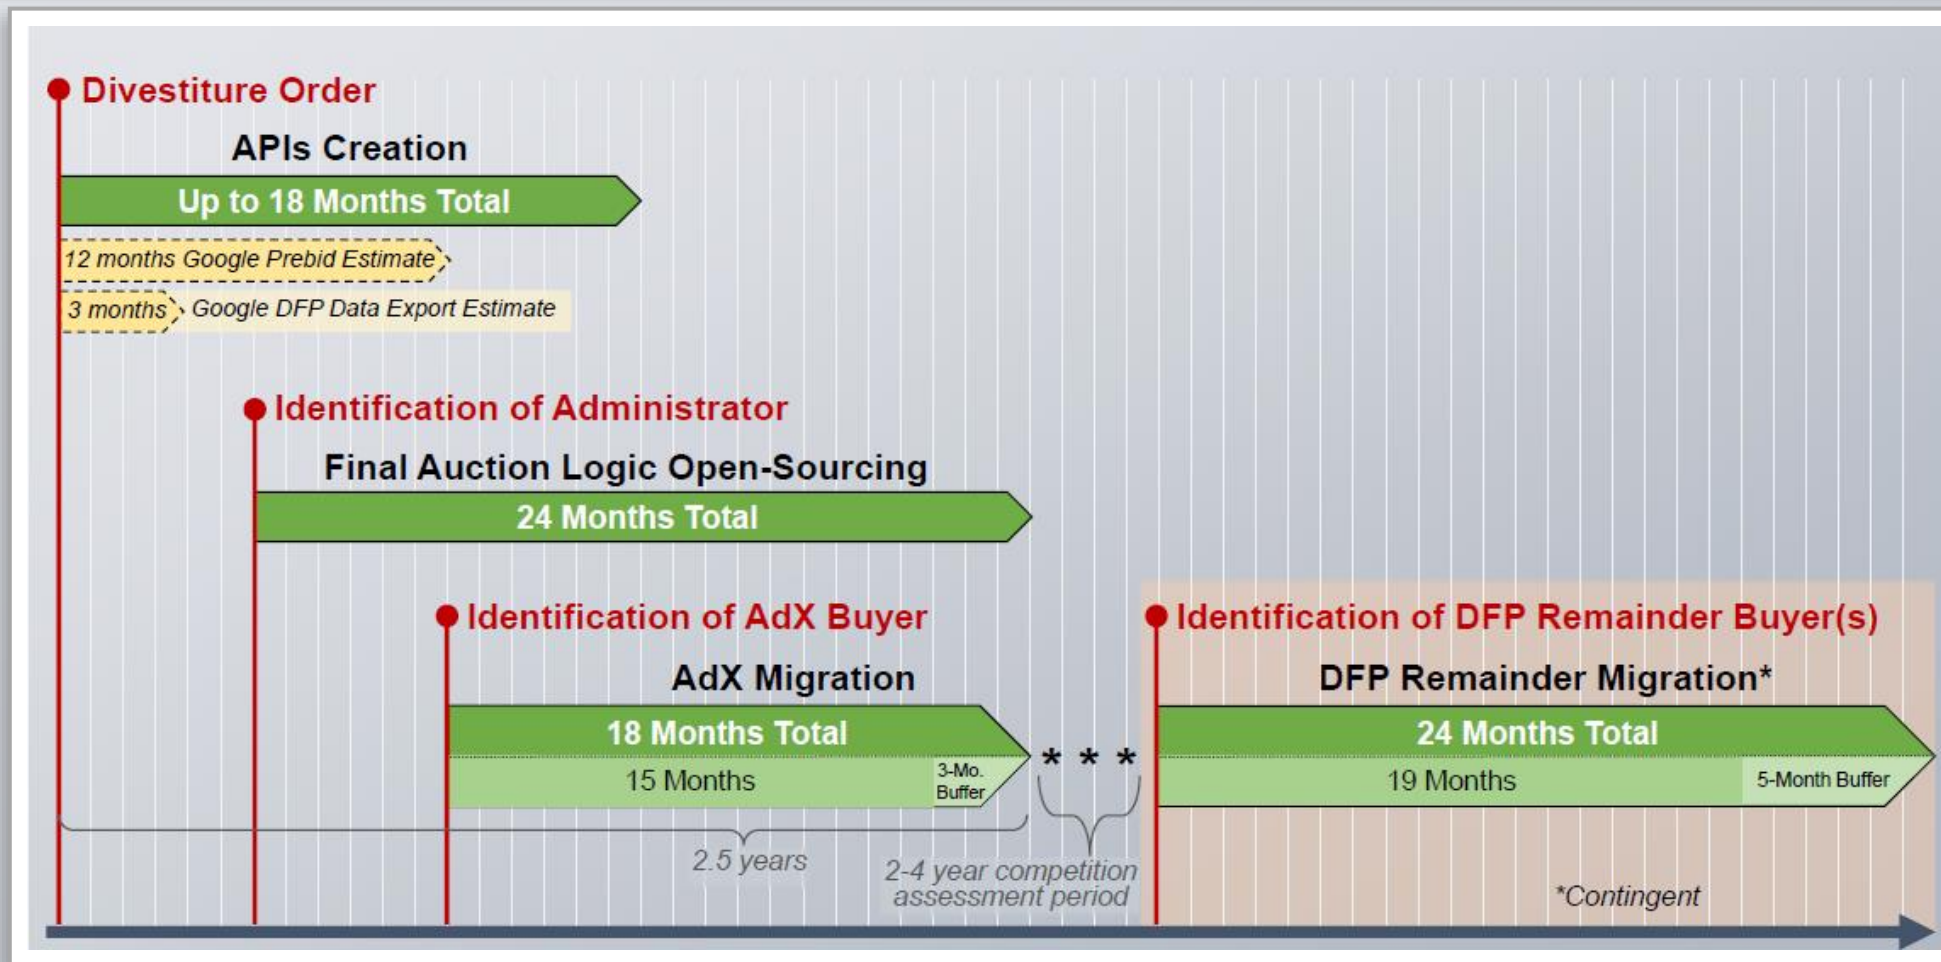 Divestiture Order
APIs Creation
Up to 18 Months Total
12 months Google Prebid Estimate
3 months
Google DFP Data Export Estimate
Identification of Administrator
Final Auction Logic Open-Sourcing
24 Months Total
Identification of AdX Buyer
AdX Migration
18 Months Total
15 Months
3-Mo.
Buffer
2.5 years
* * *
2-4 year competition
assessment period
Identification of DFP Remainder Buyer(s)
DFP Remainder Migration*
24 Months Total
19 Months
5-Month Buffer
*Contingent